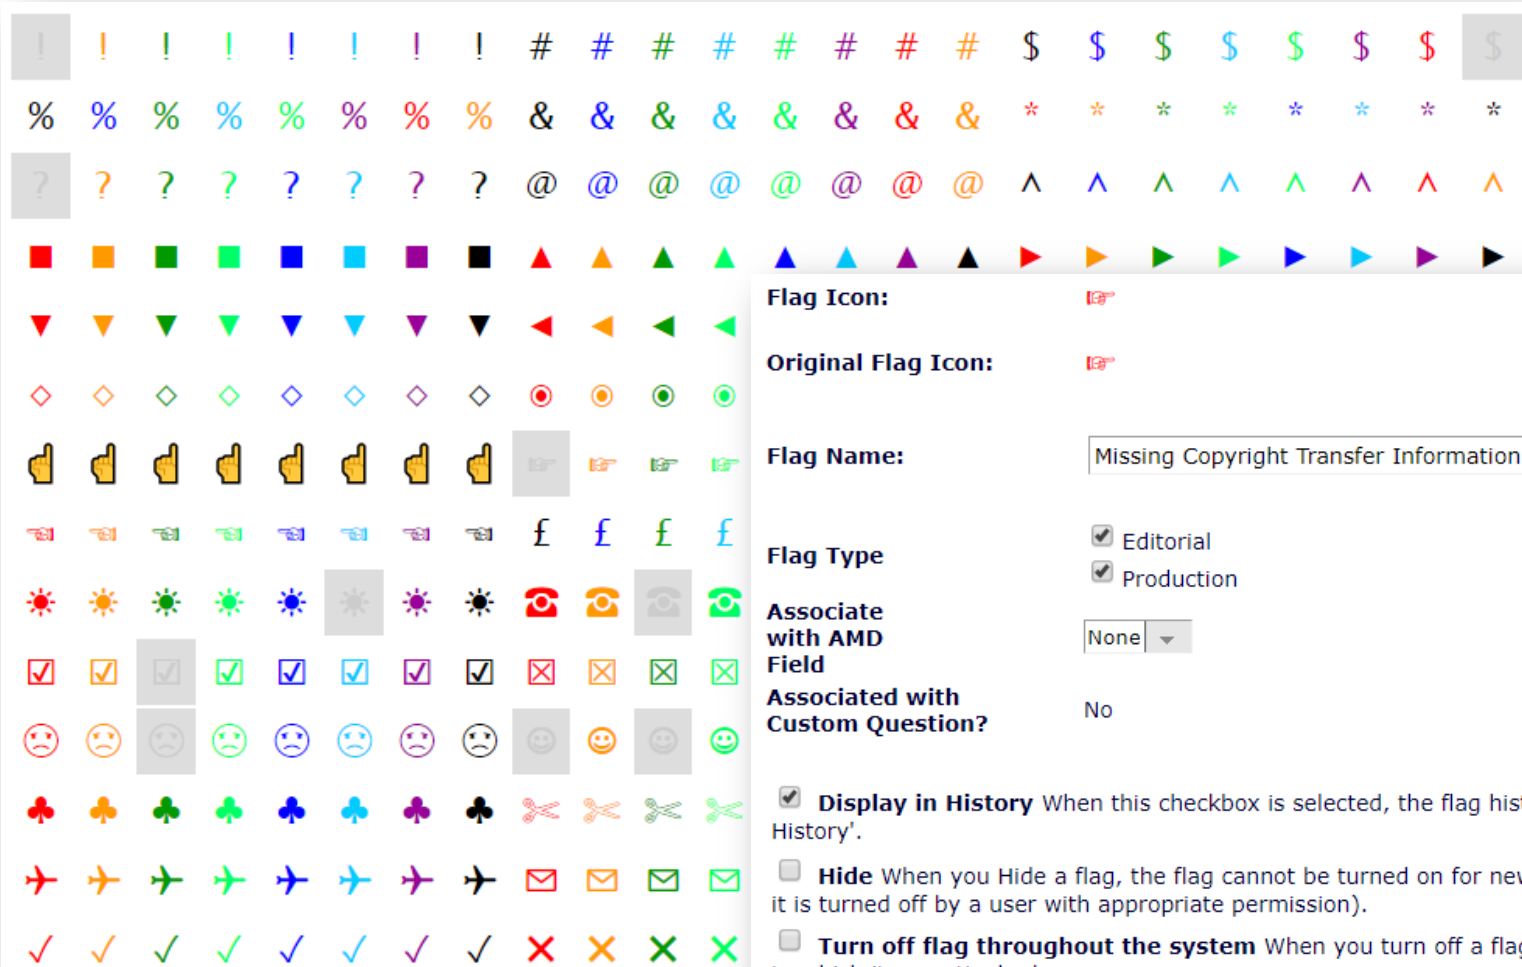 ! ! ! ! ! ! ! ! # # # # # # # # $ $ $ $ $ $ $ $
% % % % % % % % & & & & & & & & * * * * * * * *
? ? ? ? ? ? ? ? @ @ @ @ @ @ @ @ ^ ^ ^ ^ ^ ^ ^ ^
■ ■ ■ ■ ■ ■ ■ ■ ▲ ▲ ▲ ▲ ▲ ▲ ▲ ▲ ► ► ► ► ► ► ► ►
▼ ▼ ▼ ▼ ▼ ▼ ▼ ▼ ◄ ◄ ◄ ◄
◇ ◇ ◇ ◇ ◇ ◇ ◇ ◇ ◉ ◉ ◉ ◉
☝ ☝ ☝ ☝ ☝ ☝ ☝ ☝ ☞ ☞ ☞ ☞
☜ ☜ ☜ ☜ ☜ ☜ ☜ ☜ £ £ £ £
☀ ☀ ☀ ☀ ☀ ☀ ☀ ☀ ☎ ☎ ☎ ☎
☑ ☑ ☑ ☑ ☑ ☑ ☑ ☑ ☒ ☒ ☒ ☒
☹ ☹ ☹ ☹ ☹ ☹ ☹ ☹ ☺ ☺ ☺ ☺
♣ ♣ ♣ ♣ ♣ ♣ ♣ ♣ ✄ ✄ ✄ ✄
✈ ✈ ✈ ✈ ✈ ✈ ✈ ✈ ✉ ✉ ✉ ✉
✓ ✓ ✓ ✓ ✓ ✓ ✓ ✓ ✕ ✕ ✕ ✕
Flag Icon: ☞
Original Flag Icon: ☞
Flag Name: Missing Copyright Transfer Information
Flag Type
Editorial
Production
Associate
with AMD
Field
None
Associated with
Custom Question?
No
Display in History When this checkbox is selected, the flag
History'.
Hide When you Hide a flag, the flag cannot be turned on for
it is turned off by a user with appropriate permission).
Turn off flag throughout the system When you turn off a